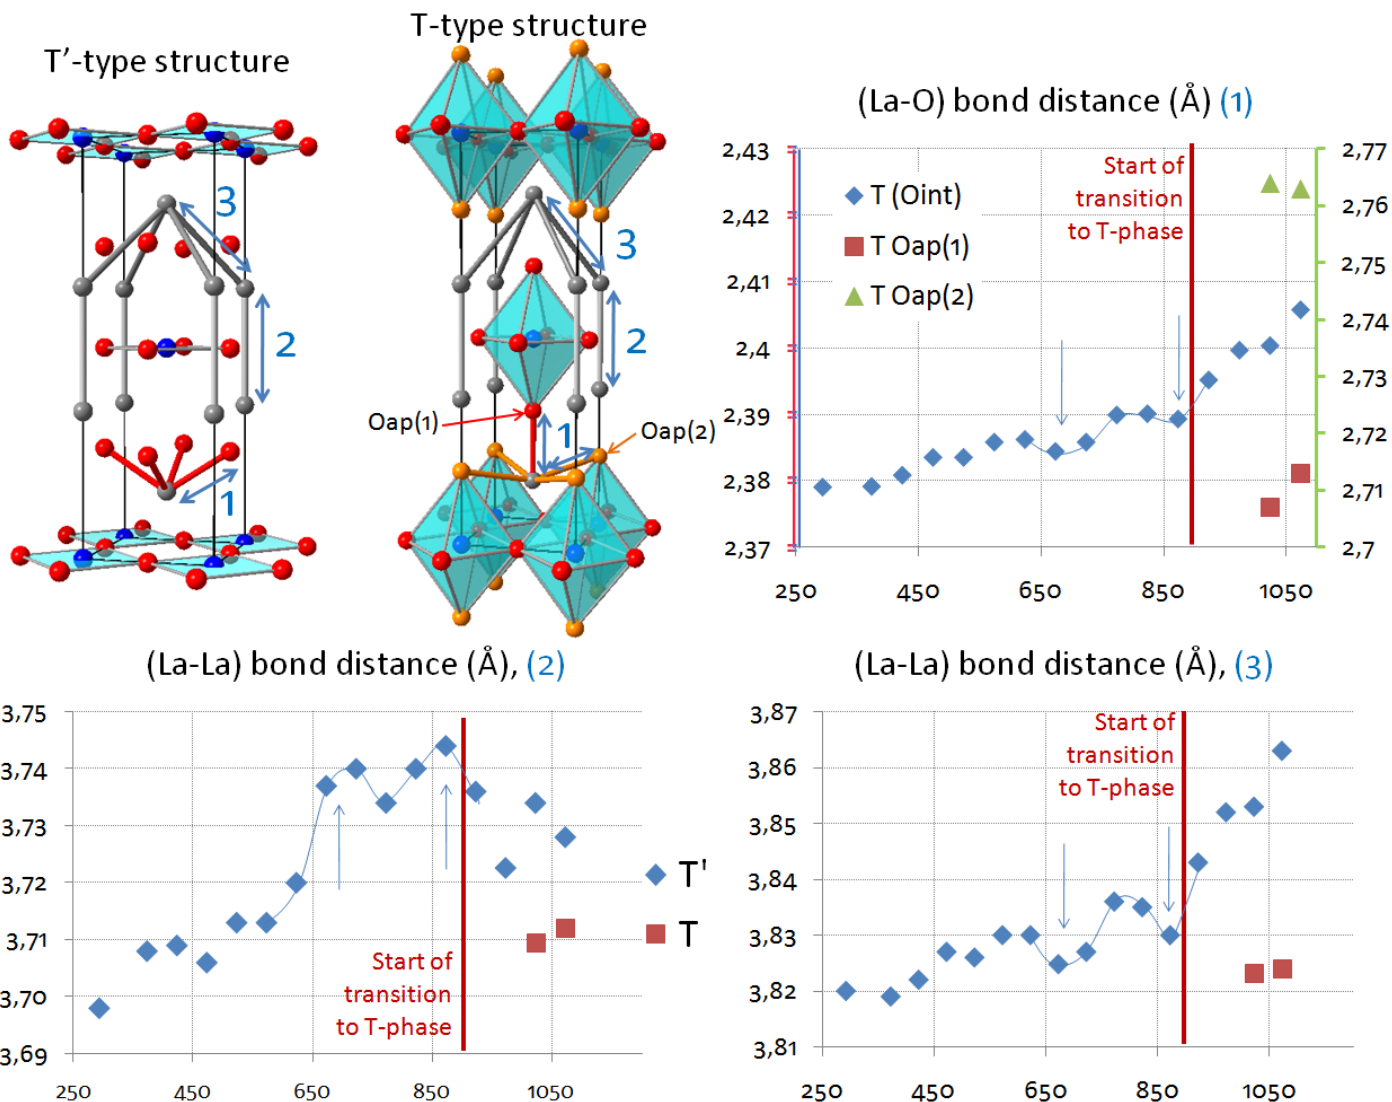 T’-type structure
T-type structure
3
2
1
3
2
Oap(1)
1
Oap(2)
(La-O) bond distance (Å) (1)
2,43
2,42
2,41
2,4
2,39
2,38
2,37
T (Oint)
T Oap(1)
T Oap(2)
Start of
transition
to T-phase
2,77
2,76
2,75
2,74
2,73
2,72
2,71
2,7
250 450 650 850 1050
(La-La) bond distance (Å), (2)
3,75
3,74
3,73
3,72
3,71
3,70
3,69
Start of
transition
to T-phase
T'
T
250 450 650 850 1050
(La-La) bond distance (Å), (3)
3,87
3,86
3,85
3,84
3,83
3,82
3,81
Start of
transition
to T-phase
250 450 650 850 1050